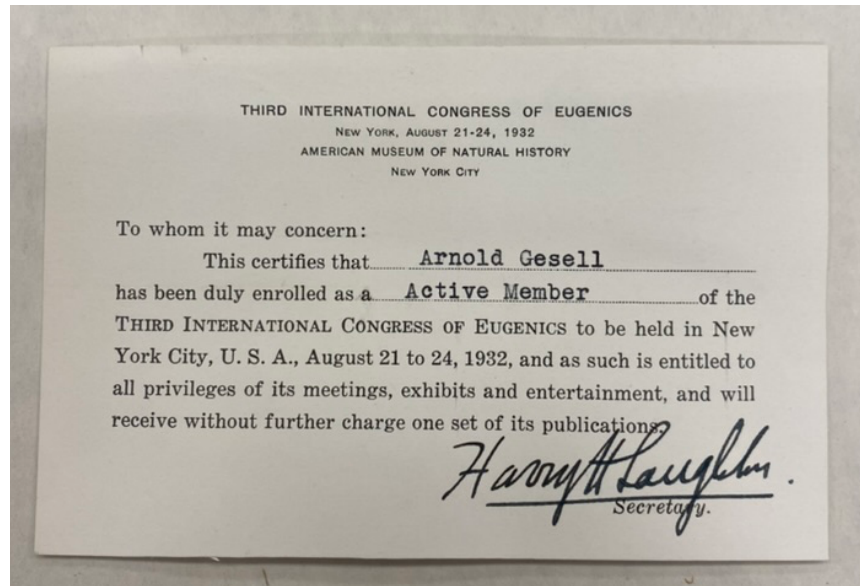 THIRD INTERNATIONAL CONGRESS OF EUGENICS
NEW YORK, AUGUST 21-24, 1932
AMERICAN MUSEUM OF NATURAL HISTORY
NEW YORK CITY
To whom it may concern:
This certifies that Arnold Gesell
has been duly enrolled as a Active Member of the
THIRD INTERNATIONAL CONGRESS OF EUGENICS to be held in New
York City, U. S. A., August 21 to 24, 1932, and as such is entitled to
all privileges of its meetings, exhibits and entertainment, and will
receive without further charge one set of its publications.
Harry H Laughlin.
Secretary.